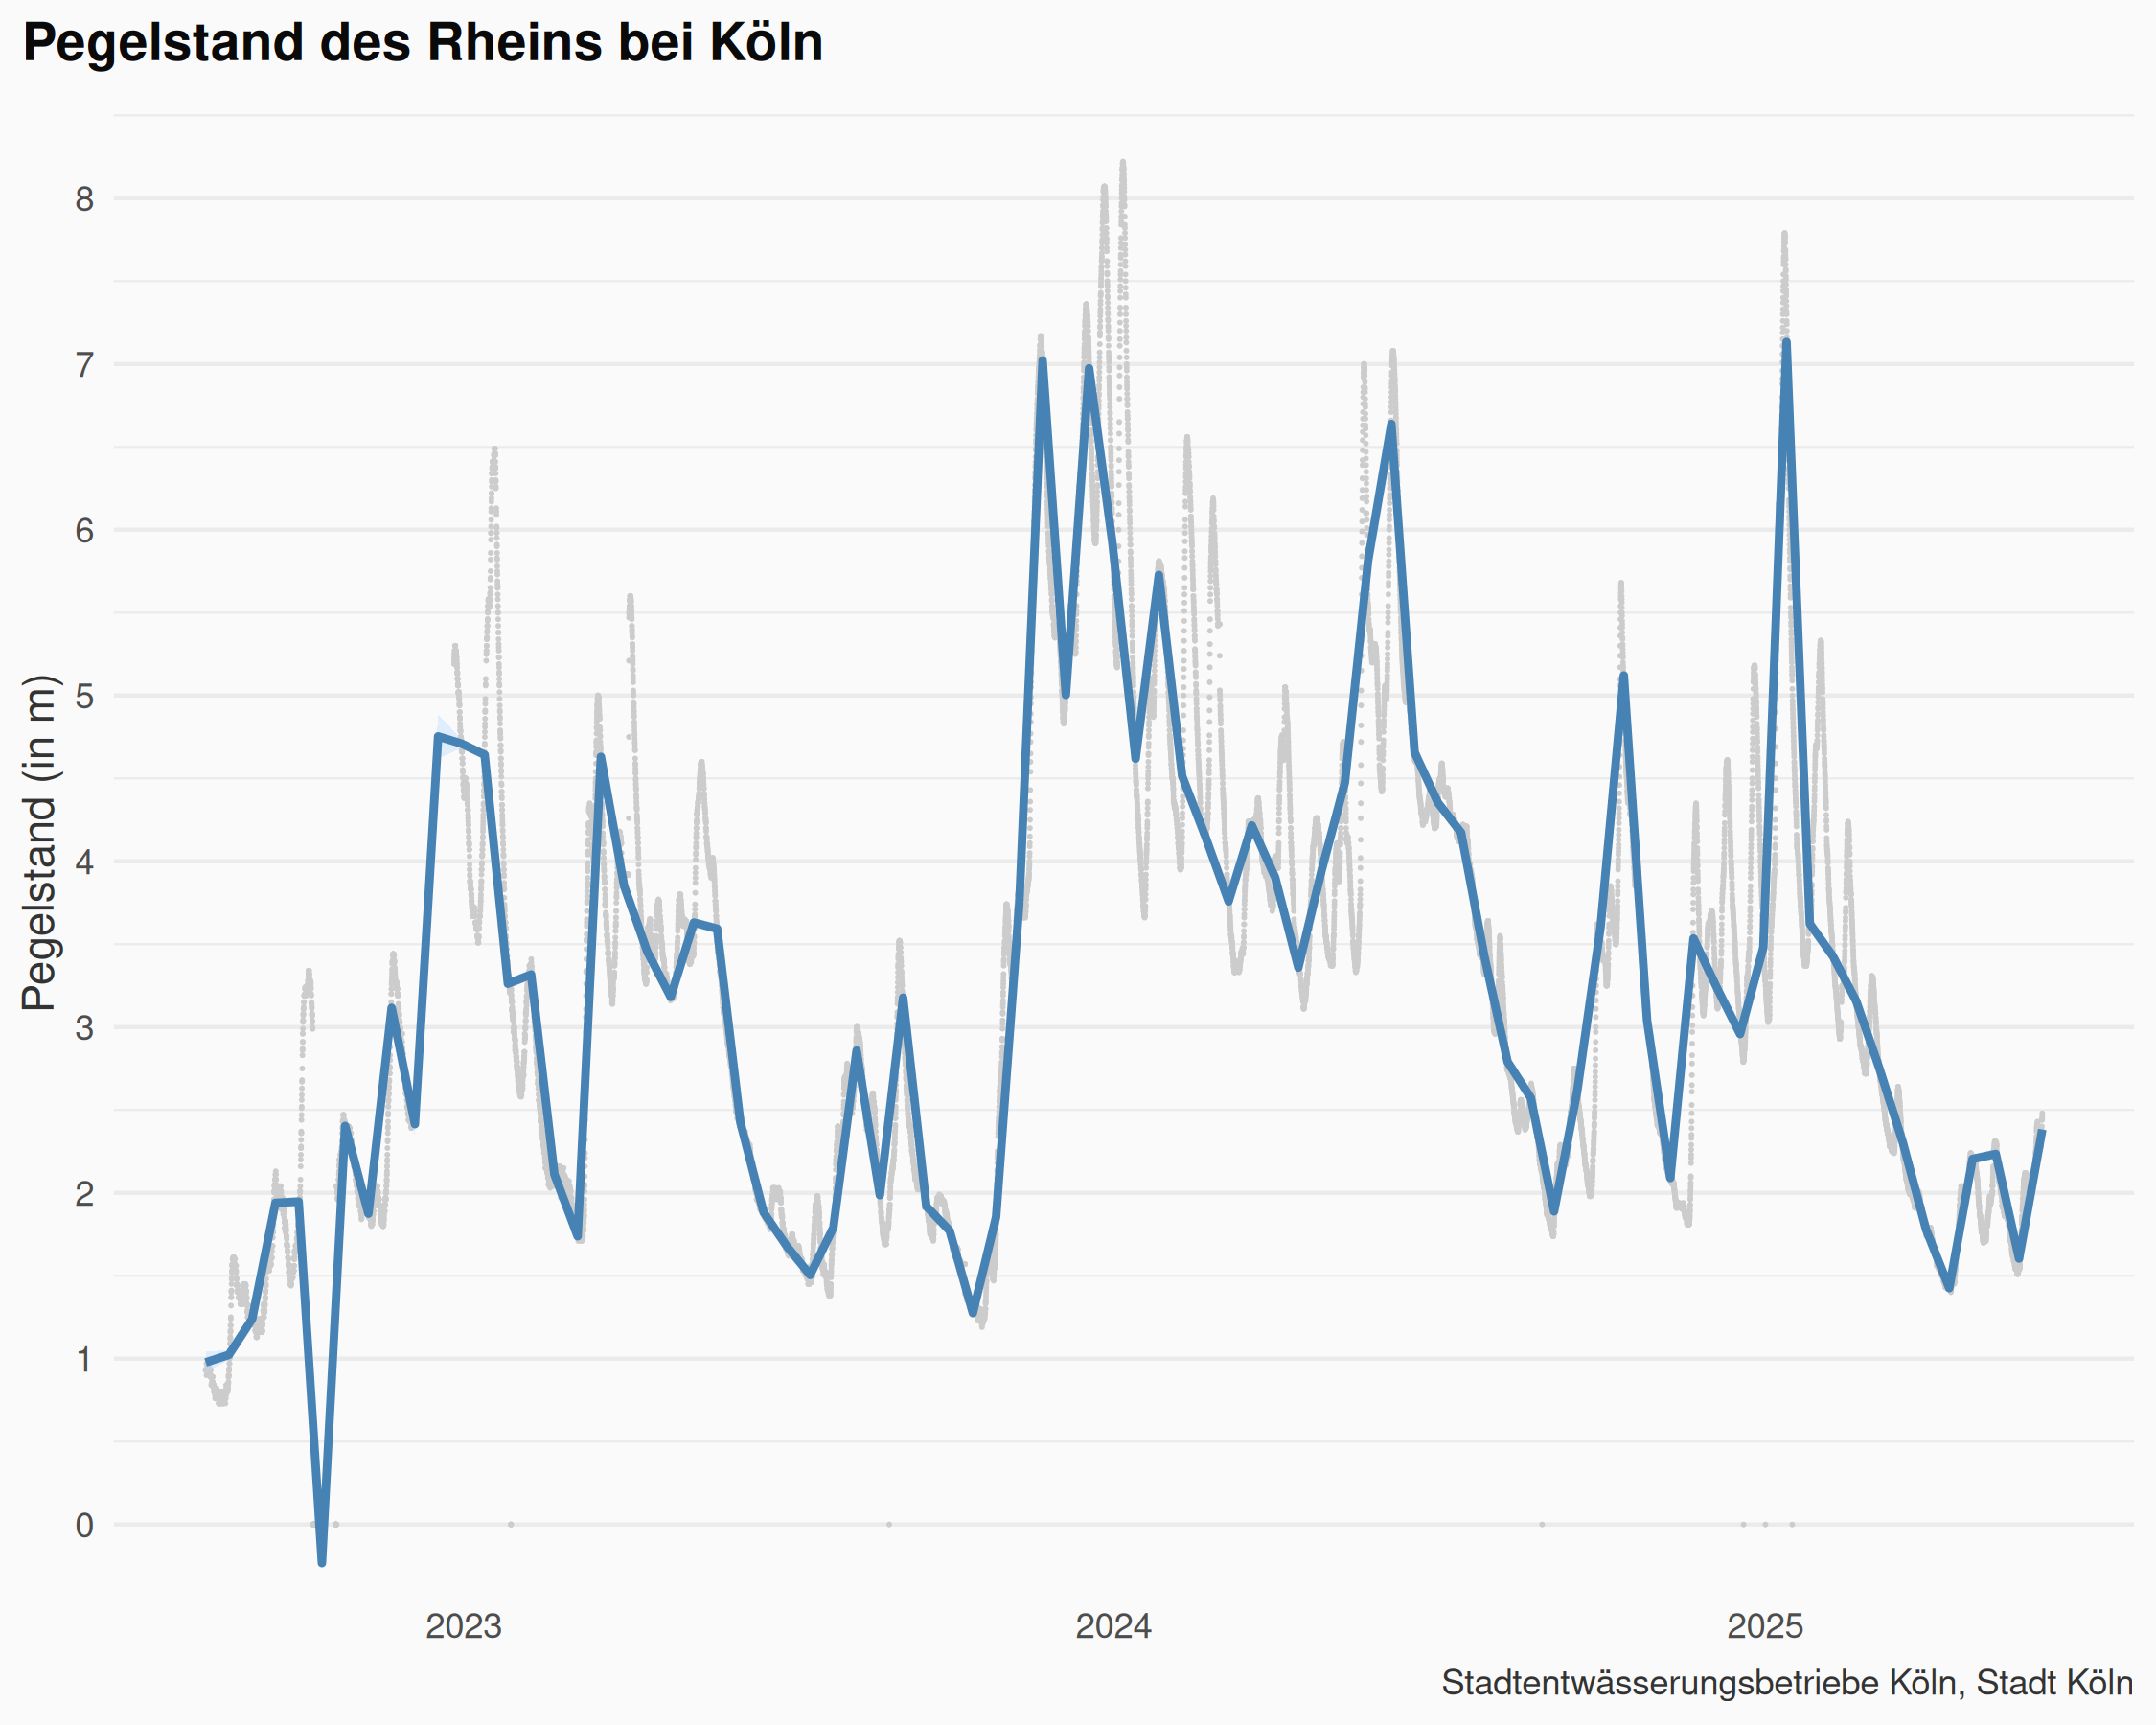 Pegelstand des Rheins bei Köln
Pegelstand (in m)
8
7
6
5
4
3
2
1
0
2023 2024 2025
Stadtentwässerungsbetriebe Köln, Stadt Köln